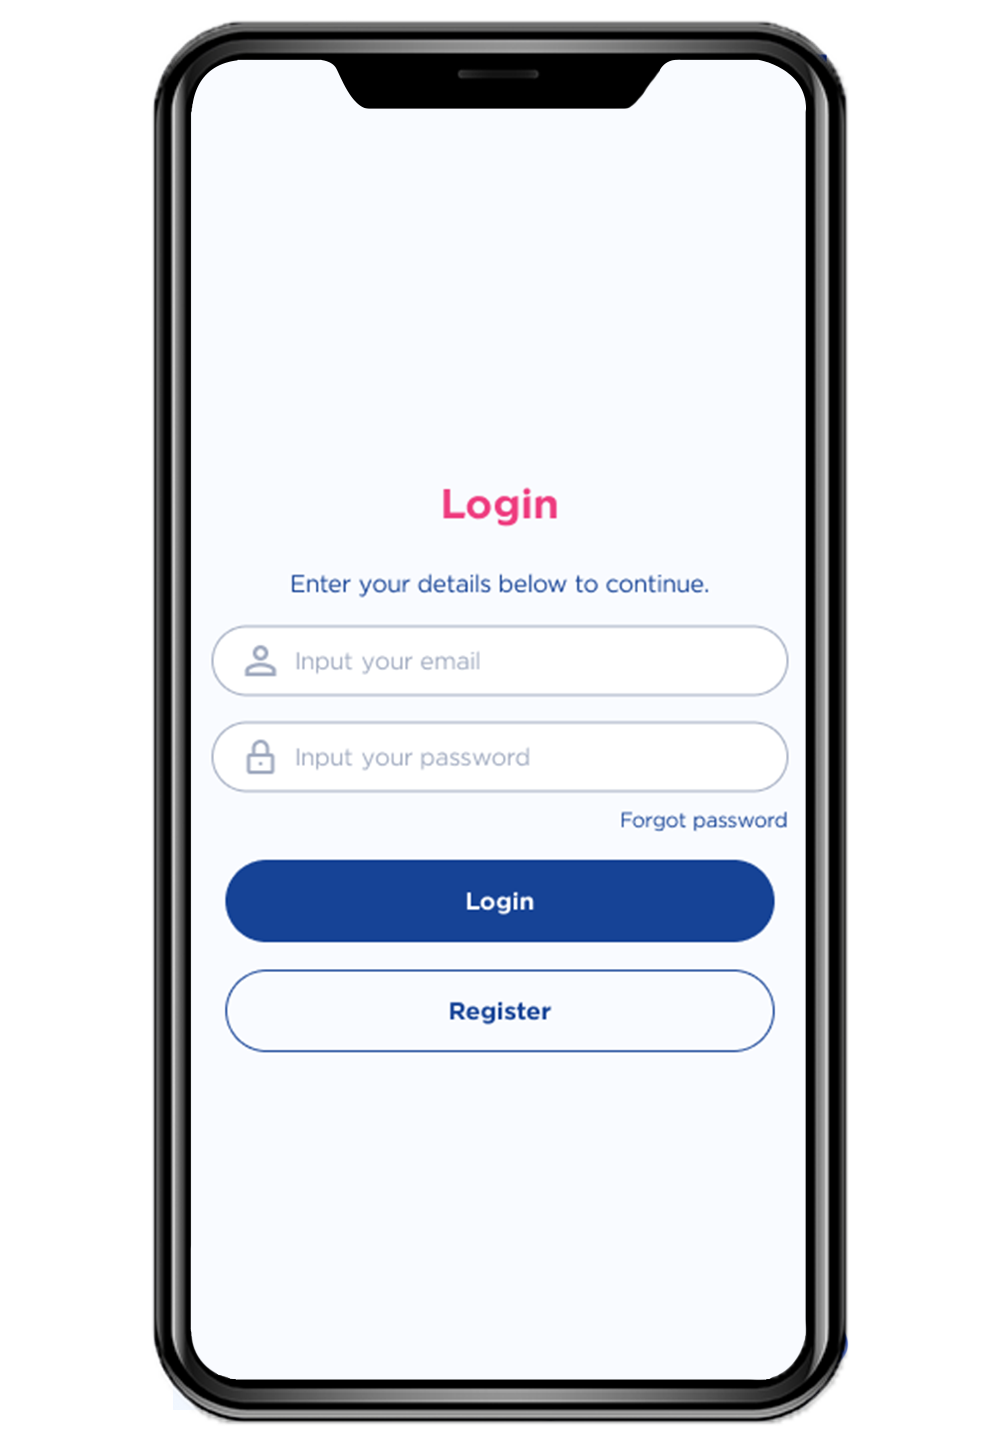 Login
Enter your details below to continue.
Input your email
Input your password
Forgot password
Login
Register